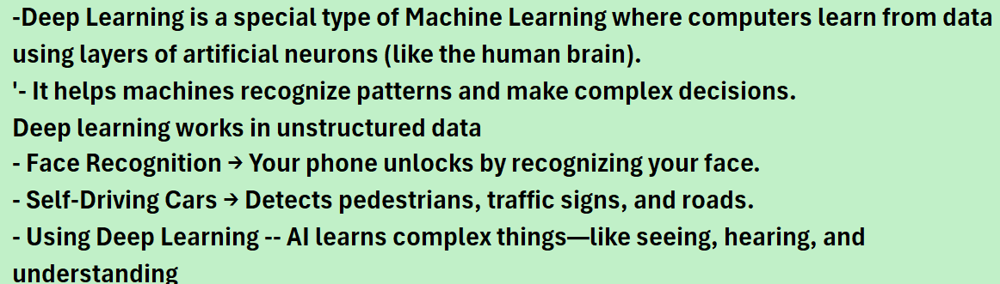 -Deep Learning is a special type of Machine Learning where computers learn from data
using layers of artificial neurons (like the human brain).
'- It helps machines recognize patterns and make complex decisions.
Deep learning works in unstructured data
- Face Recognition → Your phone unlocks by recognizing your face.
- Self-Driving Cars → Detects pedestrians, traffic signs, and roads.
- Using Deep Learning -- AI learns complex things—like seeing, hearing, and
understanding